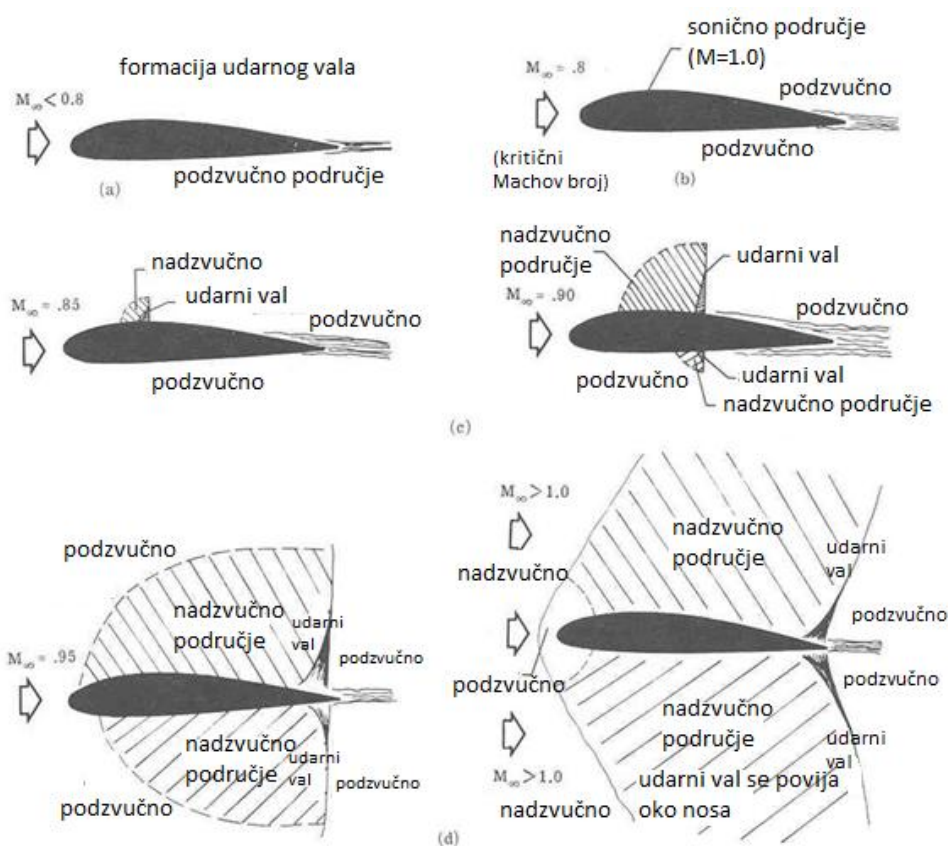 formacija udarnog vala
M∞ < 0.8
podzvučno područje
(a)
sonično područje
(M=1.0)
M∞ = .8
podzvučno
podzvučno
(kritični
Machov broj)
(b)
nadzvučno
udarni val
M∞ = .85
podzvučno
podzvučno
nadzvučno
područje
udarni val
M∞ = .90
podzvučno
podzvučno
udarni val
nadzvučno područje
(c)
podzvučno
nadzvučno
područje
udarni
val
podzvučno
M∞ = .95
nadzvučno
područje
udarni
val
podzvučno
podzvučno
M∞ > 1.0
nadzvučno
nadzvučno
područje
udarni
val
podzvučno
podzvučno
podzvučno
nadzvučno
područje
udarni
val
M∞ > 1.0
nadzvučno
udarni val se povija
oko nosa
(d)